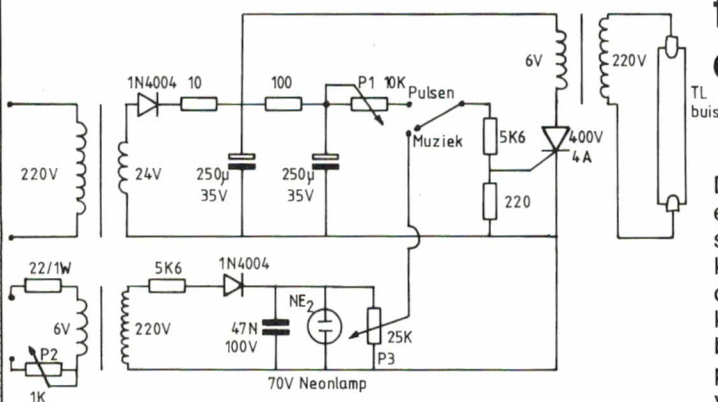 1N4004
10
100
P1 10K
Pulsen
Muziek
6V
220V
TL
buis
5K6
400V
4A
220V
24V
250µ
35V
250µ
35V
220
22/1W
5K6
1N4004
6V
220V
47N
100V
NE2
25K
P3
P2
1K
70V Neonlamp